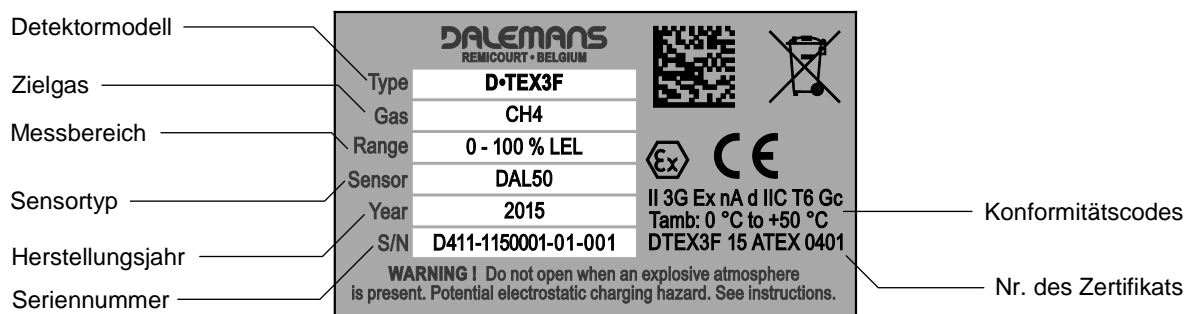 Detektormodell
Zielgas
Messbereich
Sensortyp
Herstellungsjahr
Seriennummer
DALEMANS
REMICOURT • BELGIUM
Type D•TEX3F
Gas CH4
Range 0 - 100 % LEL
Sensor DAL50
Year 2015
S/N D411-1150001-01-001
Ex CE
II 3G Ex nA d IIC T6 Gc
Tamb: 0 °C to +50 °C
DTEX3F 15 ATEX 0401
WARNING ! Do not open when an explosive atmosphere
is present. Potential electrostatic charging hazard. See instructions.
Konformitätscodes
Nr. des Zertifikats